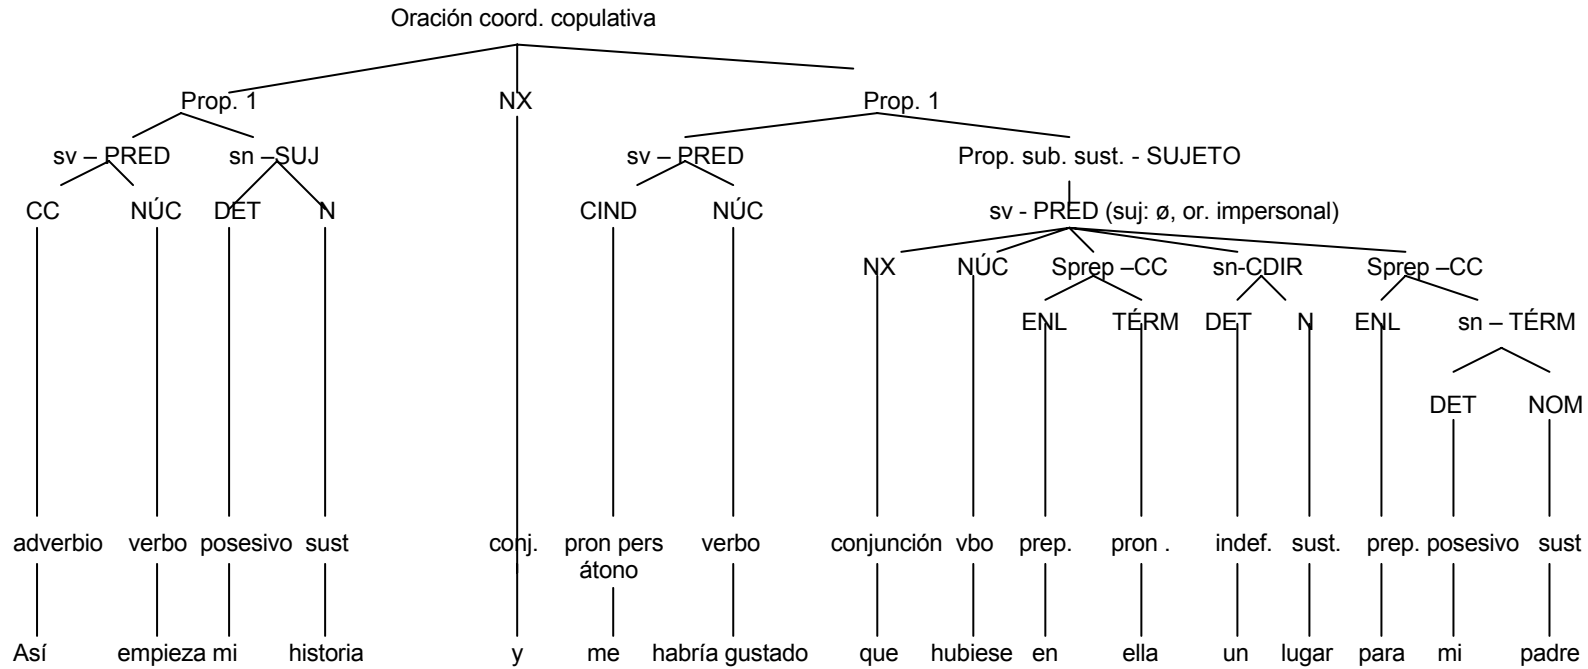 Oración coord. copulativa
Prop. 1 NX Prop. 1
sv – PRED sn –SUJ sv – PRED Prop. sub. sust. - SUJETO
CC NÚC DET N CIND NÚC sv - PRED (suj: ø, or. impersonal)
NX NÚC Sprep –CC sn-CDIR Sprep –CC
ENL TÉRM DET N ENL sn – TÉRM
DET NOM
adverbio verbo posesivo sust conj. pron pers verbo conjunción vbo prep. pron . indef. sust. prep. posesivo sust
átono
Así empieza mi historia y me habría gustado que hubiese en ella un lugar para mi padre